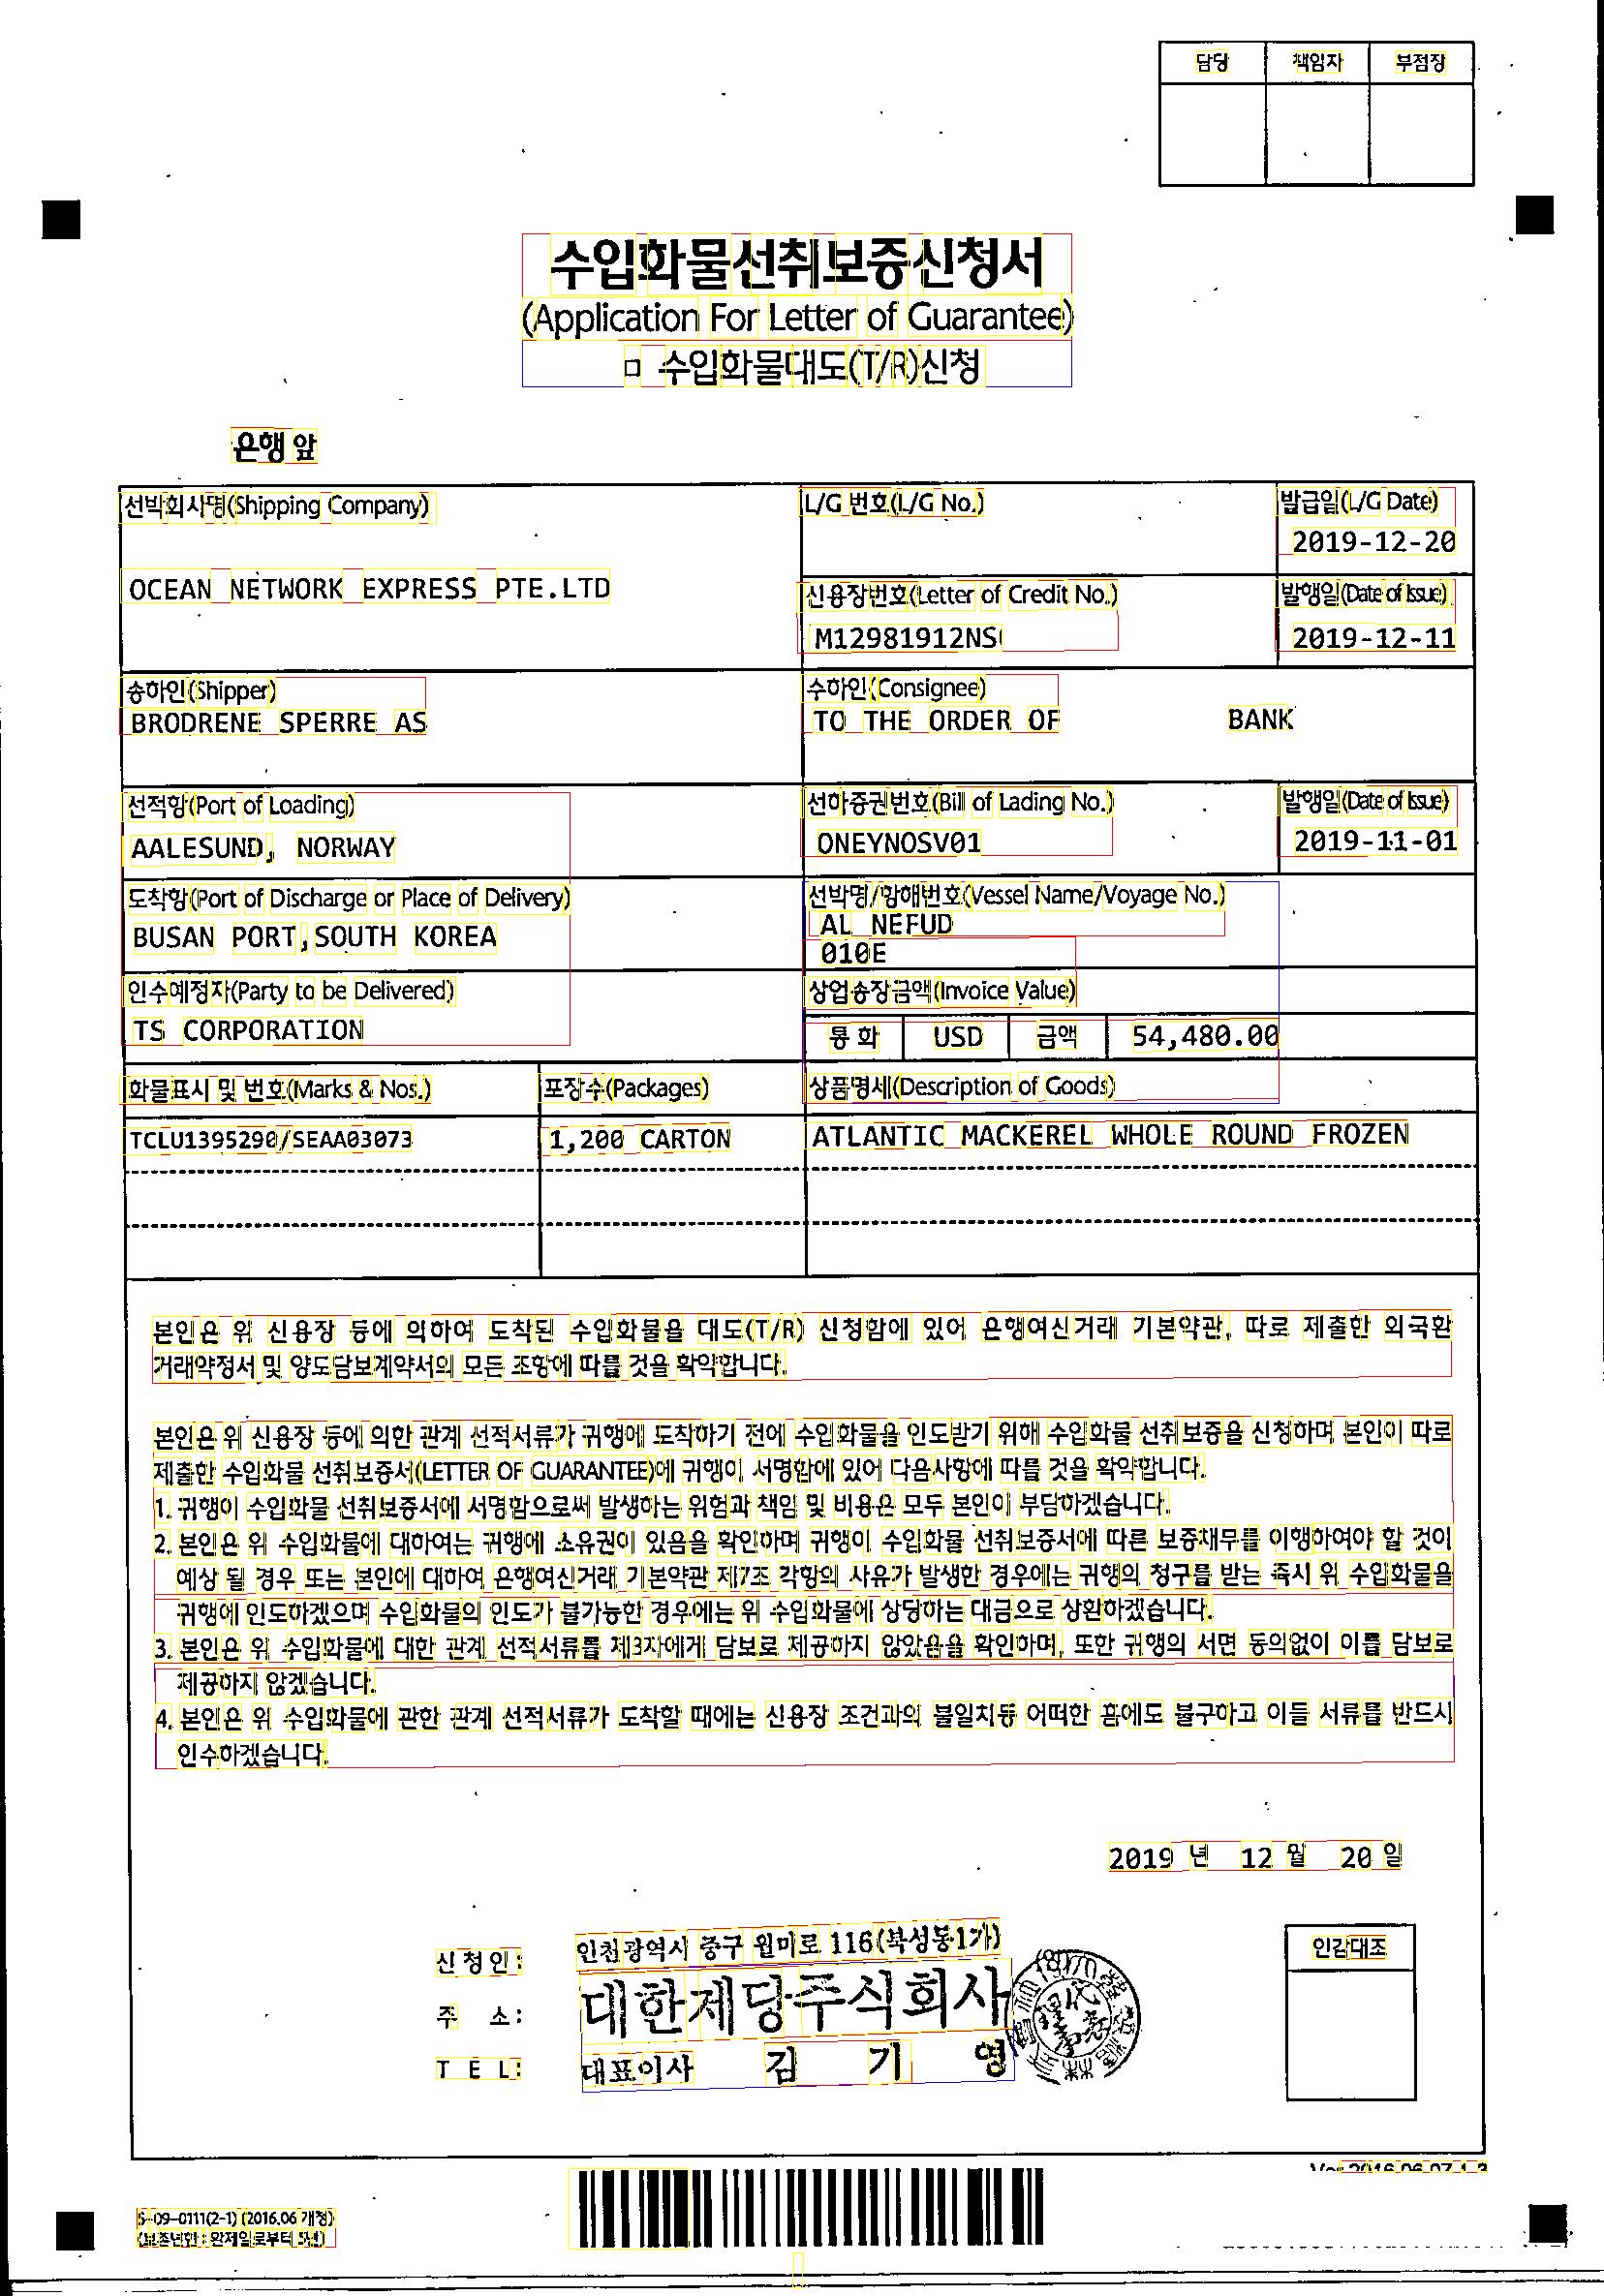 담당 책임자 부점장
수입화물선취보증신청서
(Application For Letter of Guarantee)
□ 수입화물대도(T/R)신청
은행 앞
선박회사명(Shipping Company) L/G 번호(L/G No.) 발급일(L/G Date)
2019-12-20
OCEAN NETWORK EXPRESS PTE.LTD
신용장번호(Letter of Credit No.) 발행일(Date of Issue)
M12981912NS 2019-12-11
송하인(Shipper) 수하인(Consignee)
BRODRENE SPERRE AS TO THE ORDER OF BANK
선적항(Port of Loading) 선하증권번호(Bill of Lading No.) 발행일(Date of Issue)
AALESUND, NORWAY ONEYNOSV01 2019-11-01
도착항(Port of Discharge or Place of Delivery) 선박명/항해번호(Vessel Name/Voyage No.)
AL NEFUD
BUSAN PORT,SOUTH KOREA
010E
인수예정자(Party to be Delivered) 상업송장금액(Invoice Value)
TS CORPORATION 통화 USD 금액 54,480.00
화물표시 및 번호(Marks & Nos.) 포장수(Packages) 상품명세(Description of Goods)
TCLU1395290/SEAA03073 1,200 CARTON ATLANTIC MACKEREL WHOLE ROUND FROZEN
본인은 위 신용장 등에 의하여 도착된 수입화물을 대도(T/R) 신청함에 있어 은행여신거래 기본약관, 따로 제출한 외국환
거래약정서 및 양도담보계약서의 모든 조항에 따를 것을 확약합니다.
본인은 위 신용장 등에 의한 관계 선적서류가 귀행에 도착하기 전에 수입화물을 인도받기 위해 수입화물 선취보증을 신청하며 본인이 따로
제출한 수입화물 선취보증서(LETTER OF GUARANTEE)에 귀행이 서명함에 있어 다음사항에 따를 것을 확약합니다.
1. 귀행이 수입화물 선취보증서에 서명함으로써 발생하는 위험과 책임 및 비용은 모두 본인이 부담하겠습니다.
2. 본인은 위 수입화물에 대하여는 귀행에 소유권이 있음을 확인하며 귀행이 수입화물 선취보증서에 따른 보증채무를 이행하여야 할 것이
예상 될 경우 또는 본인에 대하여 은행여신거래 기본약관 제7조 각항의 사유가 발생한 경우에는 귀행의 청구를 받는 즉시 위 수입화물을
귀행에 인도하겠으며 수입화물의 인도가 불가능한 경우에는 위 수입화물에 상당하는 대금으로 상환하겠습니다.
3. 본인은 위 수입화물에 대한 관계 선적서류를 제3자에게 담보로 제공하지 않았음을 확인하며, 또한 귀행의 서면 동의없이 이를 담보로
제공하지 않겠습니다.
4. 본인은 위 수입화물에 관한 관계 선적서류가 도착할 때에는 신용장 조건과의 불일치등 어떠한 흠에도 불구하고 이들 서류를 반드시
인수하겠습니다.
2019 년 12 월 20 일
신청인: 인천광역시 중구 월미로 116(북성동1가) 인감대조
주 소: 대한제당주식회사
T E L: 대표이사 김 기 영
Ver 2016.06.07 1.3
5-09-0111(2-1) (2016.06 개정)
(보존년한 : 완제일로부터 5년)